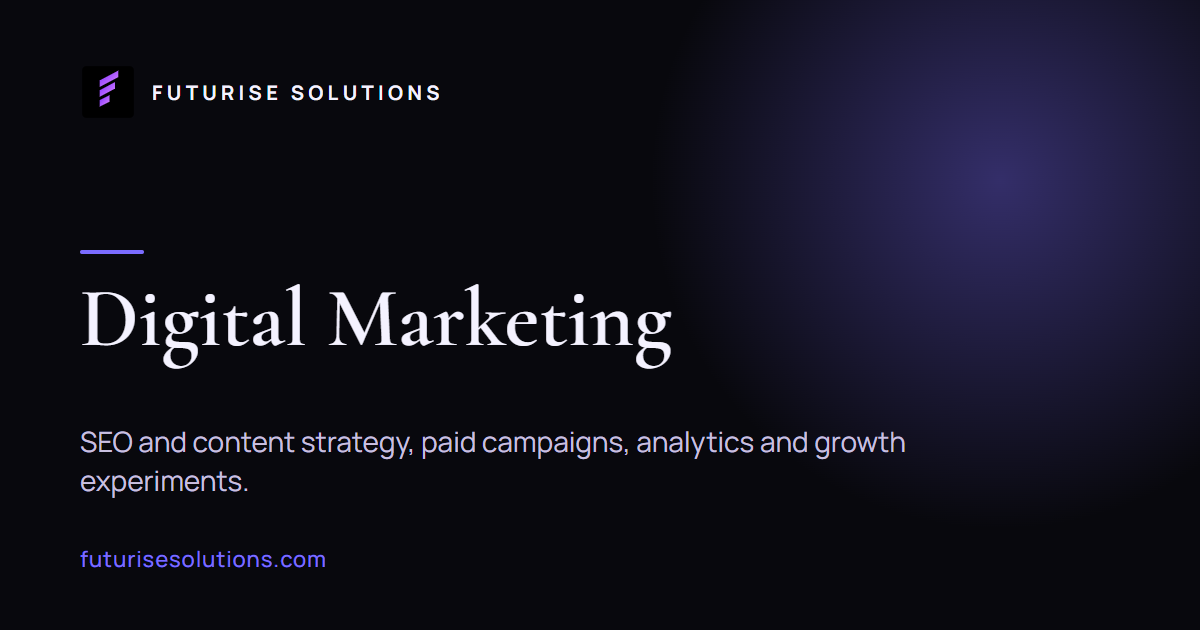 FUTURISE SOLUTIONS
Digital Marketing
SEO and content strategy, paid campaigns, analytics and growth
experiments.
futurisesolutions.com